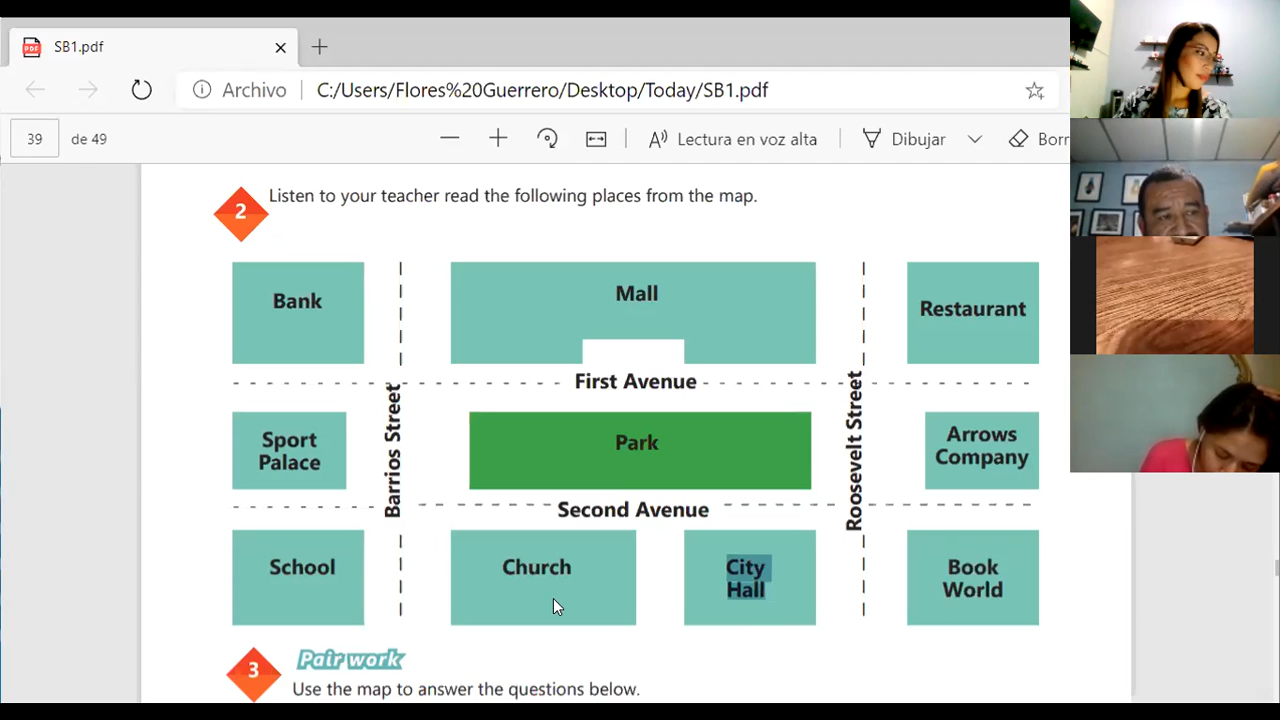 SB1.pdf
Archivo
C:/Users/Flores%20Guerrero/Desktop/Today/SB1.pdf
39 de 49
Lectura en voz alta
Dibujar
Borr
2
Listen to your teacher read the following places from the map.
Bank
Mall
Restaurant
First Avenue
Barrios Street
Roosevelt Street
Sport
Palace
Park
Arrows
Company
Second Avenue
School
Church
City
Hall
Book
World
3
Pair work
Use the map to answer the questions below.